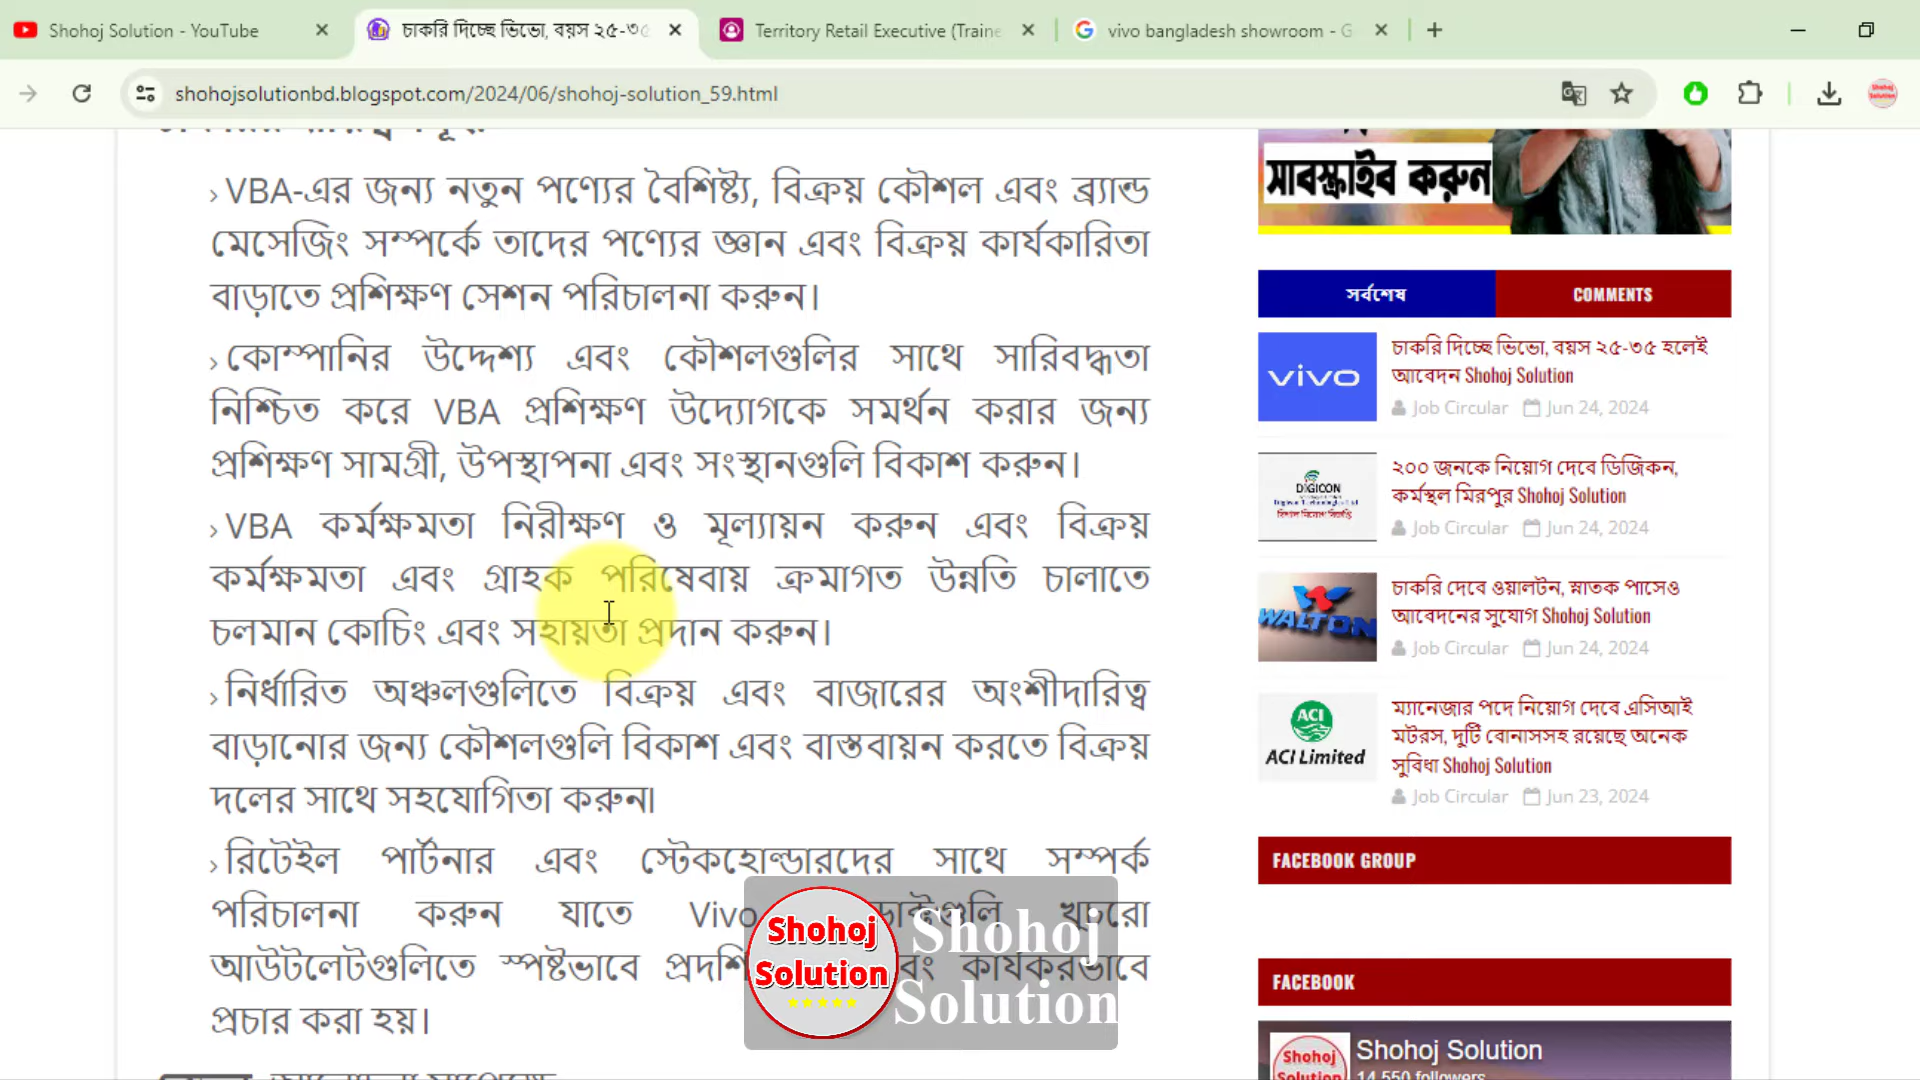 Shohoj Solution - YouTube
চাকরি দিচ্ছে ভিভো, বয়স ২৫-৩৫
Territory Retail Executive (Traine
vivo bangladesh showroom - G
shohojsolutionbd.blogspot.com/2024/06/shohoj-solution_59.html
› VBA-এর জন্য নতুন পণ্যের বৈশিষ্ট্য, বিক্রয় কৌশল এবং ব্র্যান্ড
মেসেজিং সম্পর্কে তাদের পণ্যের জ্ঞান এবং বিক্রয় কার্যকারিতা
বাড়াতে প্রশিক্ষণ সেশন পরিচালনা করুন।
› কোম্পানির উদ্দেশ্য এবং কৌশলগুলির সাথে সারিবদ্ধতা
নিশ্চিত করে VBA প্রশিক্ষণ উদ্যোগকে সমর্থন করার জন্য
প্রশিক্ষণ সামগ্রী, উপস্থাপনা এবং সংস্থানগুলি বিকাশ করুন।
› VBA কর্মক্ষমতা নিরীক্ষণ ও মূল্যায়ন করুন এবং বিক্রয়
কর্মক্ষমতা এবং গ্রাহক পরিষেবায় ক্রমাগত উন্নতি চালাতে
চলমান কোচিং এবং সহায়তা প্রদান করুন।
› নির্ধারিত অঞ্চলগুলিতে বিক্রয় এবং বাজারের অংশীদারিত্ব
বাড়ানোর জন্য কৌশলগুলি বিকাশ এবং বাস্তবায়ন করতে বিক্রয়
দলের সাথে সহযোগিতা করুন৷
› রিটেইল পার্টনার এবং স্টেকহোল্ডারদের সাথে সম্পর্ক
পরিচালনা করুন যাতে Vivo
আউটলেটগুলিতে স্পষ্টভাবে কার্যকরভাবে
প্রচার করা হয়।
Shohoj
Solution
Shohoj
Solution
সাবস্ক্রাইব করুন
সর্বশেষ
COMMENTS
vivo
চাকরি দিচ্ছে ভিভো, বয়স ২৫-৩৫ হলেই
আবেদন Shohoj Solution
Job Circular Jun 24, 2024
DIGICON
২০০ জনকে নিয়োগ দেবে ডিজিকন,
কর্মস্থল মিরপুর Shohoj Solution
Job Circular Jun 24, 2024
WALTON
চাকরি দেবে ওয়ালটন, স্নাতক পাসেও
আবেদনের সুযোগ Shohoj Solution
Job Circular Jun 24, 2024
ACI
ACI Limited
ম্যানেজার পদে নিয়োগ দেবে এসিআই
মটরস, দুটি বোনাসসহ রয়েছে অনেক
সুবিধা Shohoj Solution
Job Circular Jun 23, 2024
FACEBOOK GROUP
FACEBOOK
Shohoj Solution
Shohoj
14,550 followers